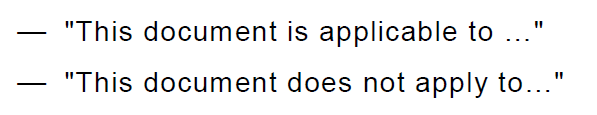 — "This document is applicable to …"
— "This document does not apply to…"